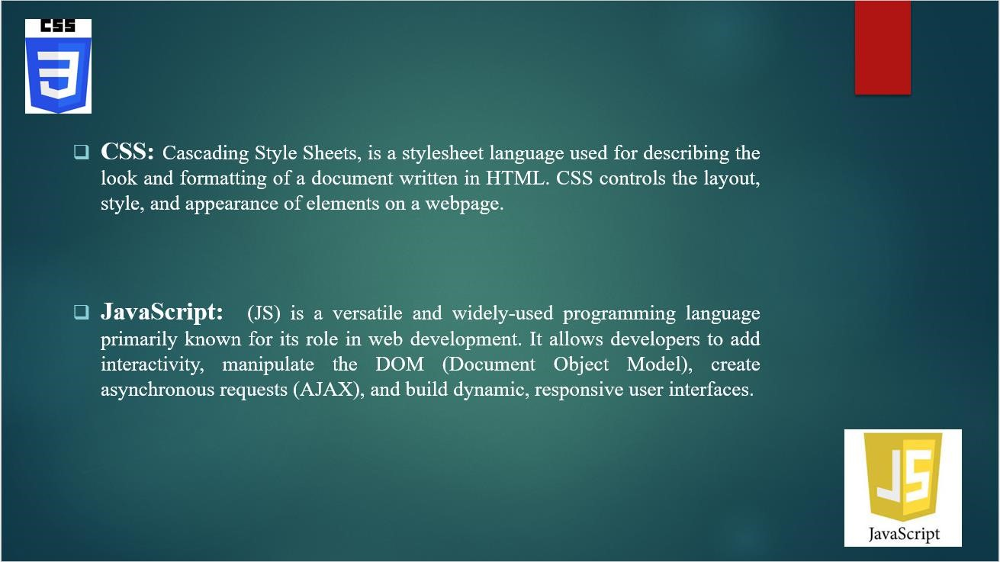 CSS
3
CSS: Cascading Style Sheets, is a stylesheet language used for describing the
look and formatting of a document written in HTML. CSS controls the layout,
style, and appearance of elements on a webpage.
JavaScript: (JS) is a versatile and widely-used programming language
primarily known for its role in web development. It allows developers to add
interactivity, manipulate the DOM (Document Object Model), create
asynchronous requests (AJAX), and build dynamic, responsive user interfaces.
JS
JavaScript